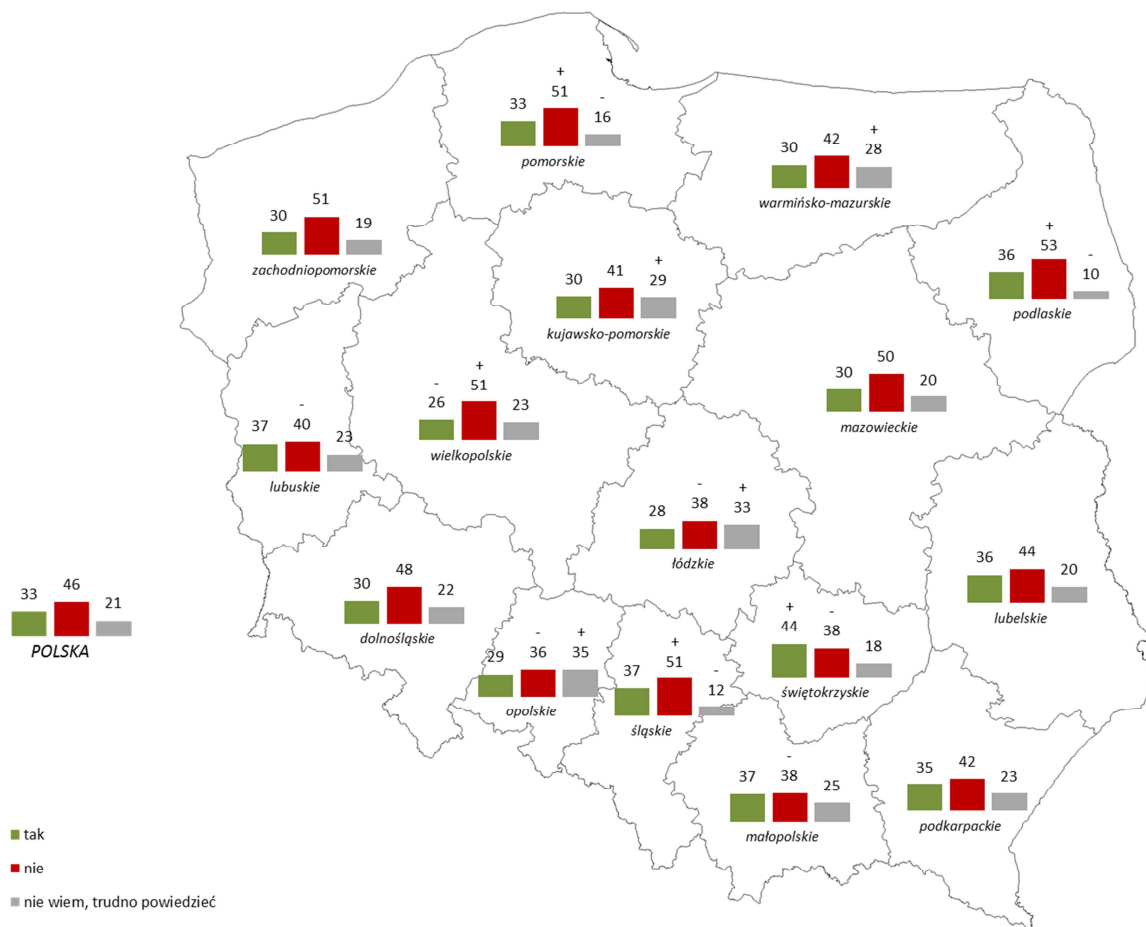 +
51
33
-
16
pomorskie
+
30 42 28
warmińsko-mazurskie
30 51 19
zachodniopomorskie
+
30 41 29
kujawsko-pomorskie
+
36 53
-
10
podlaskie
- +
26 51 23
wielkopolskie
30 50 20
mazowieckie
-
37 40 23
lubuskie
- +
28 38 33
łódzkie
36 44 20
lubelskie
33 46 21
POLSKA
30 48 22
dolnośląskie
- +
29 36 35
opolskie
+
37 51
-
12
śląskie
+ -
44 38 18
świętokrzyskie
-
37 38 25
małopolskie
35 42 23
podkarpackie
tak
nie
nie wiem, trudno powiedzieć